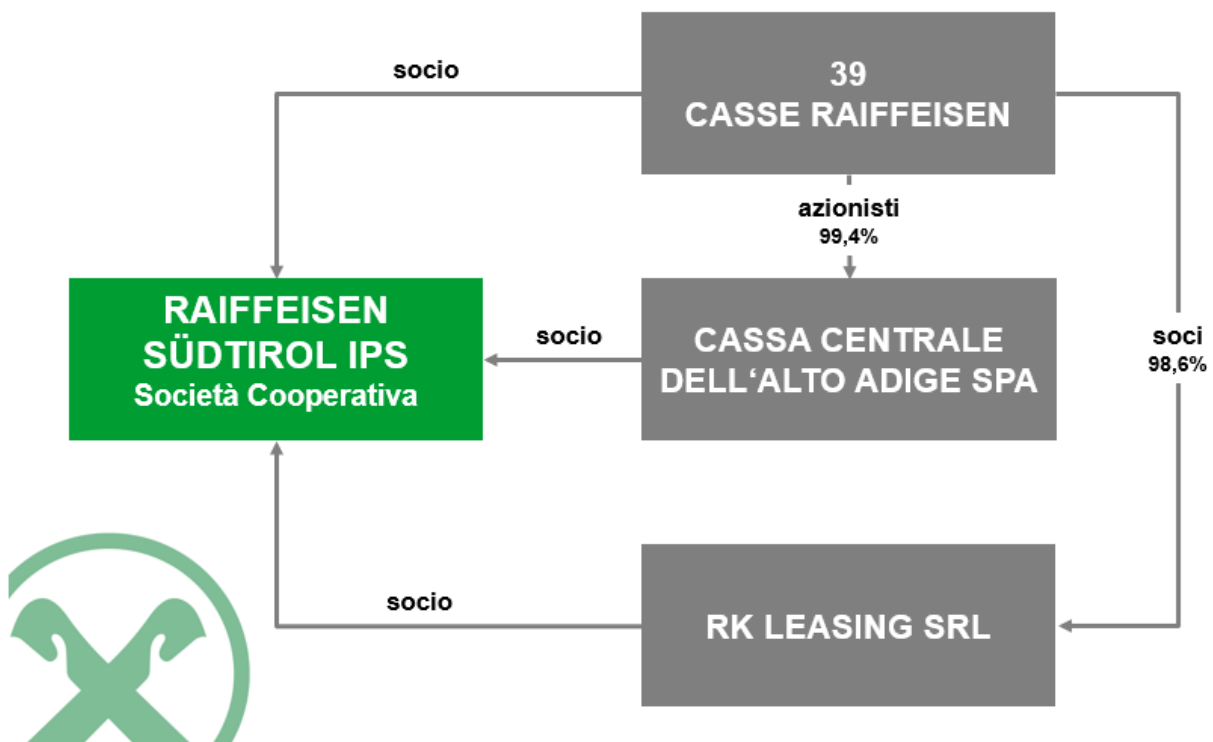 socio
39
CASSE RAIFFEISEN
azionisti
99,4%
RAIFFEISEN
SÜDTIROL IPS
Società Cooperativa
socio
CASSA CENTRALE
DELL‘ALTO ADIGE SPA
soci
98,6%
socio
RK LEASING SRL